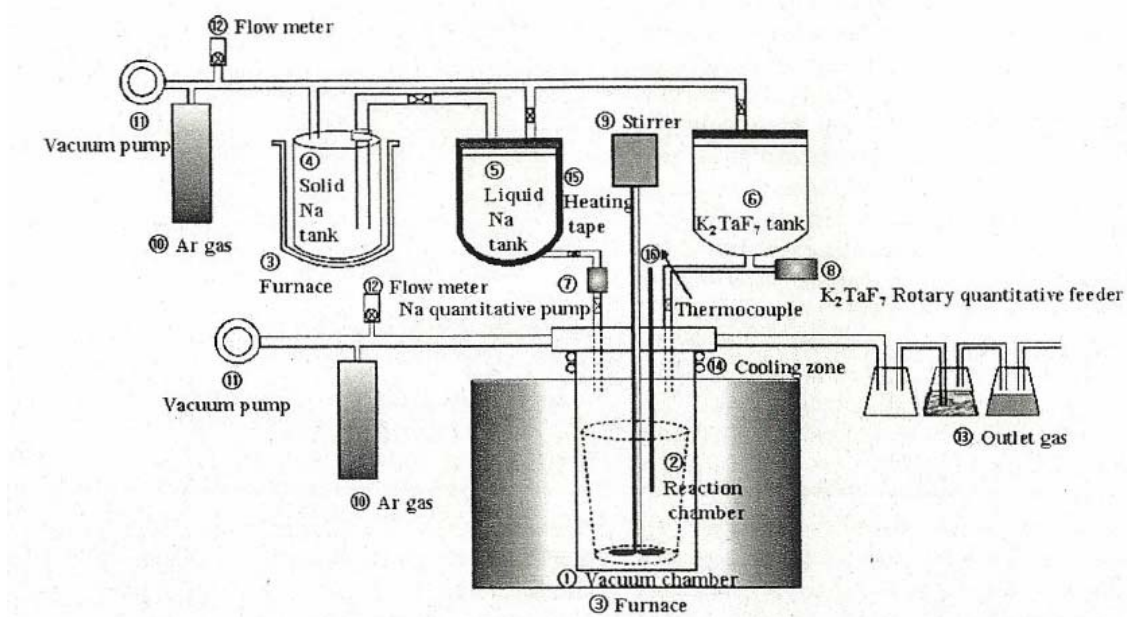 ⑫ Flow meter
⑪
Vacuum pump
⑩ Ar gas
④
Solid
Na
tank
③
Furnace
⑤
Liquid
Na
tank
⑮
Heating
tape
⑨ Stirrer
⑥
K₂TaF₇ tank
⑧
K₂TaF₇ Rotary quantitative feeder
⑯
Thermocouple
⑦
Na quantitative pump
⑫ Flow meter
⑪
Vacuum pump
⑩ Ar gas
⑭ Cooling zone
⑬ Outlet gas
②
Reaction
chamber
① Vacuum chamber
③ Furnace